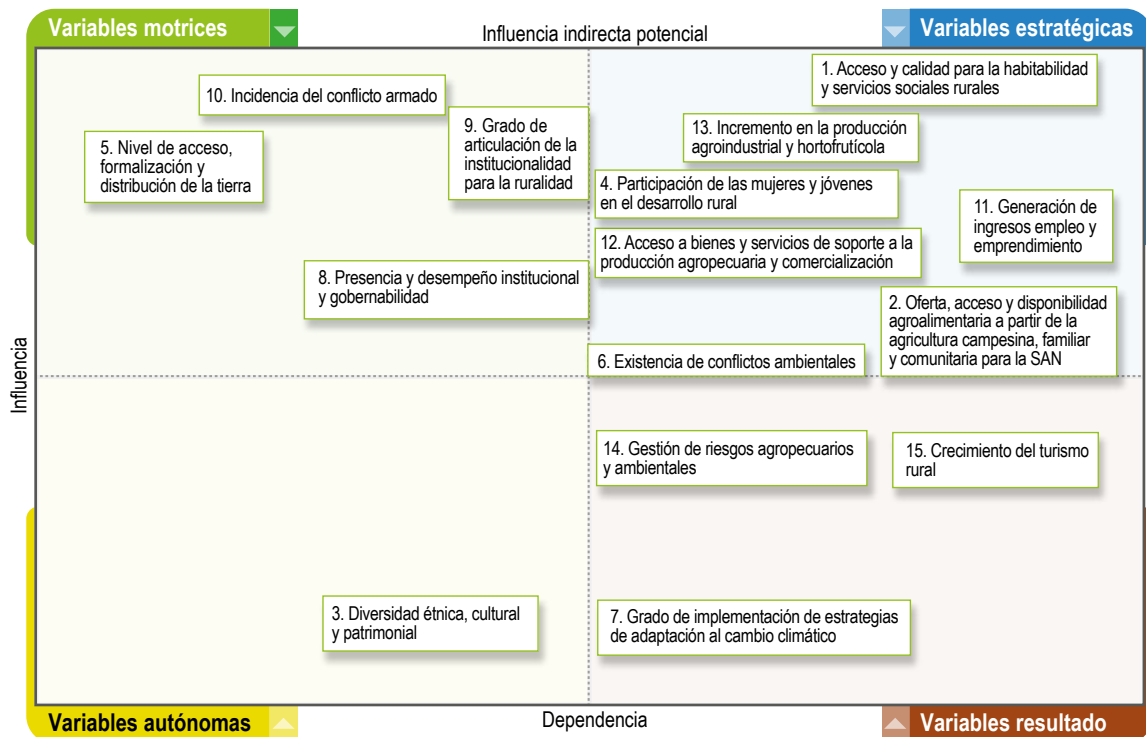 Variables motrices
Influencia indirecta potencial
Variables estratégicas
1. Acceso y calidad para la habitabilidad
y servicios sociales rurales
10. Incidencia del conflicto armado
9. Grado de
articulación de la
institucionalidad
para la ruralidad
13. Incremento en la producción
agroindustrial y hortofrutícola
5. Nivel de acceso,
formalización y
distribución de la tierra
4. Participación de las mujeres y jóvenes
en el desarrollo rural
11. Generación de
ingresos empleo y
emprendimiento
12. Acceso a bienes y servicios de soporte a la
producción agropecuaria y comercialización
8. Presencia y desempeño institucional
y gobernabilidad
2. Oferta, acceso y disponibilidad
agroalimentaria a partir de la
agricultura campesina, familiar
y comunitaria para la SAN
6. Existencia de conflictos ambientales
Influencia
14. Gestión de riesgos agropecuarios
y ambientales
15. Crecimiento del turismo
rural
3. Diversidad étnica, cultural
y patrimonial
7. Grado de implementación de estrategias
de adaptación al cambio climático
Variables autónomas
Dependencia
Variables resultado